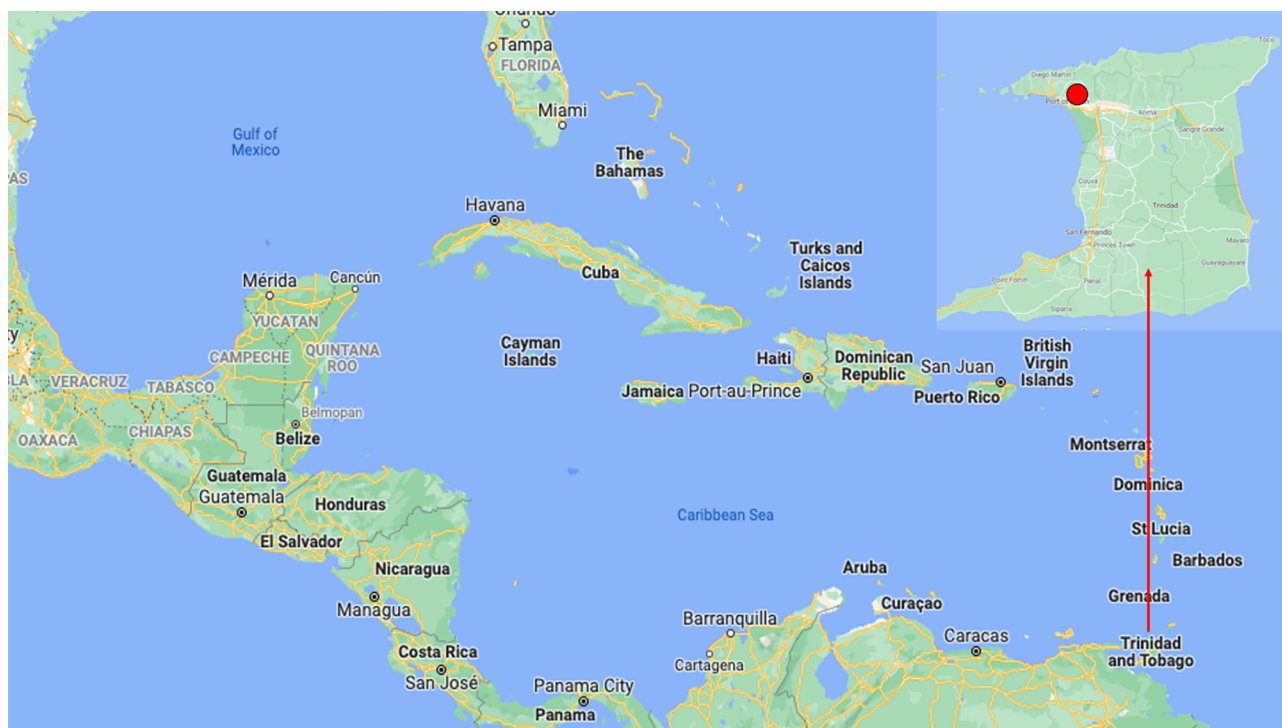 Orlando
Tampa
FLORIDA
Miami
Gulf of
Mexico
The
Bahamas
Havana
Cuba
Turks and
Caicos
Islands
Mérida
Cancún
YUCATAN
CAMPECHE
QUINTANA
ROO
VERACRUZ
TABASCO
OAXACA
CHIAPAS
Belmopan
Belize
Cayman
Islands
Haiti
Dominican
Republic
San Juan
British
Virgin
Islands
Jamaica
Port-au-Prince
Puerto Rico
Guatemala
Guatemala
Honduras
El Salvador
Nicaragua
Managua
Costa Rica
San José
Panama City
Panama
Caribbean Sea
Montserrat
Dominica
St Lucia
Barbados
Grenada
Aruba
Curaçao
Barranquilla
Cartagena
Caracas
Trinidad
and Tobago
Toco
Diego Martin
Port of
Arima
Sangre Grande
Couva
Trinidad
San Fernando
Princes Town
Mayaro
Guayaguayare
Point Fortin
Penal
Siparia